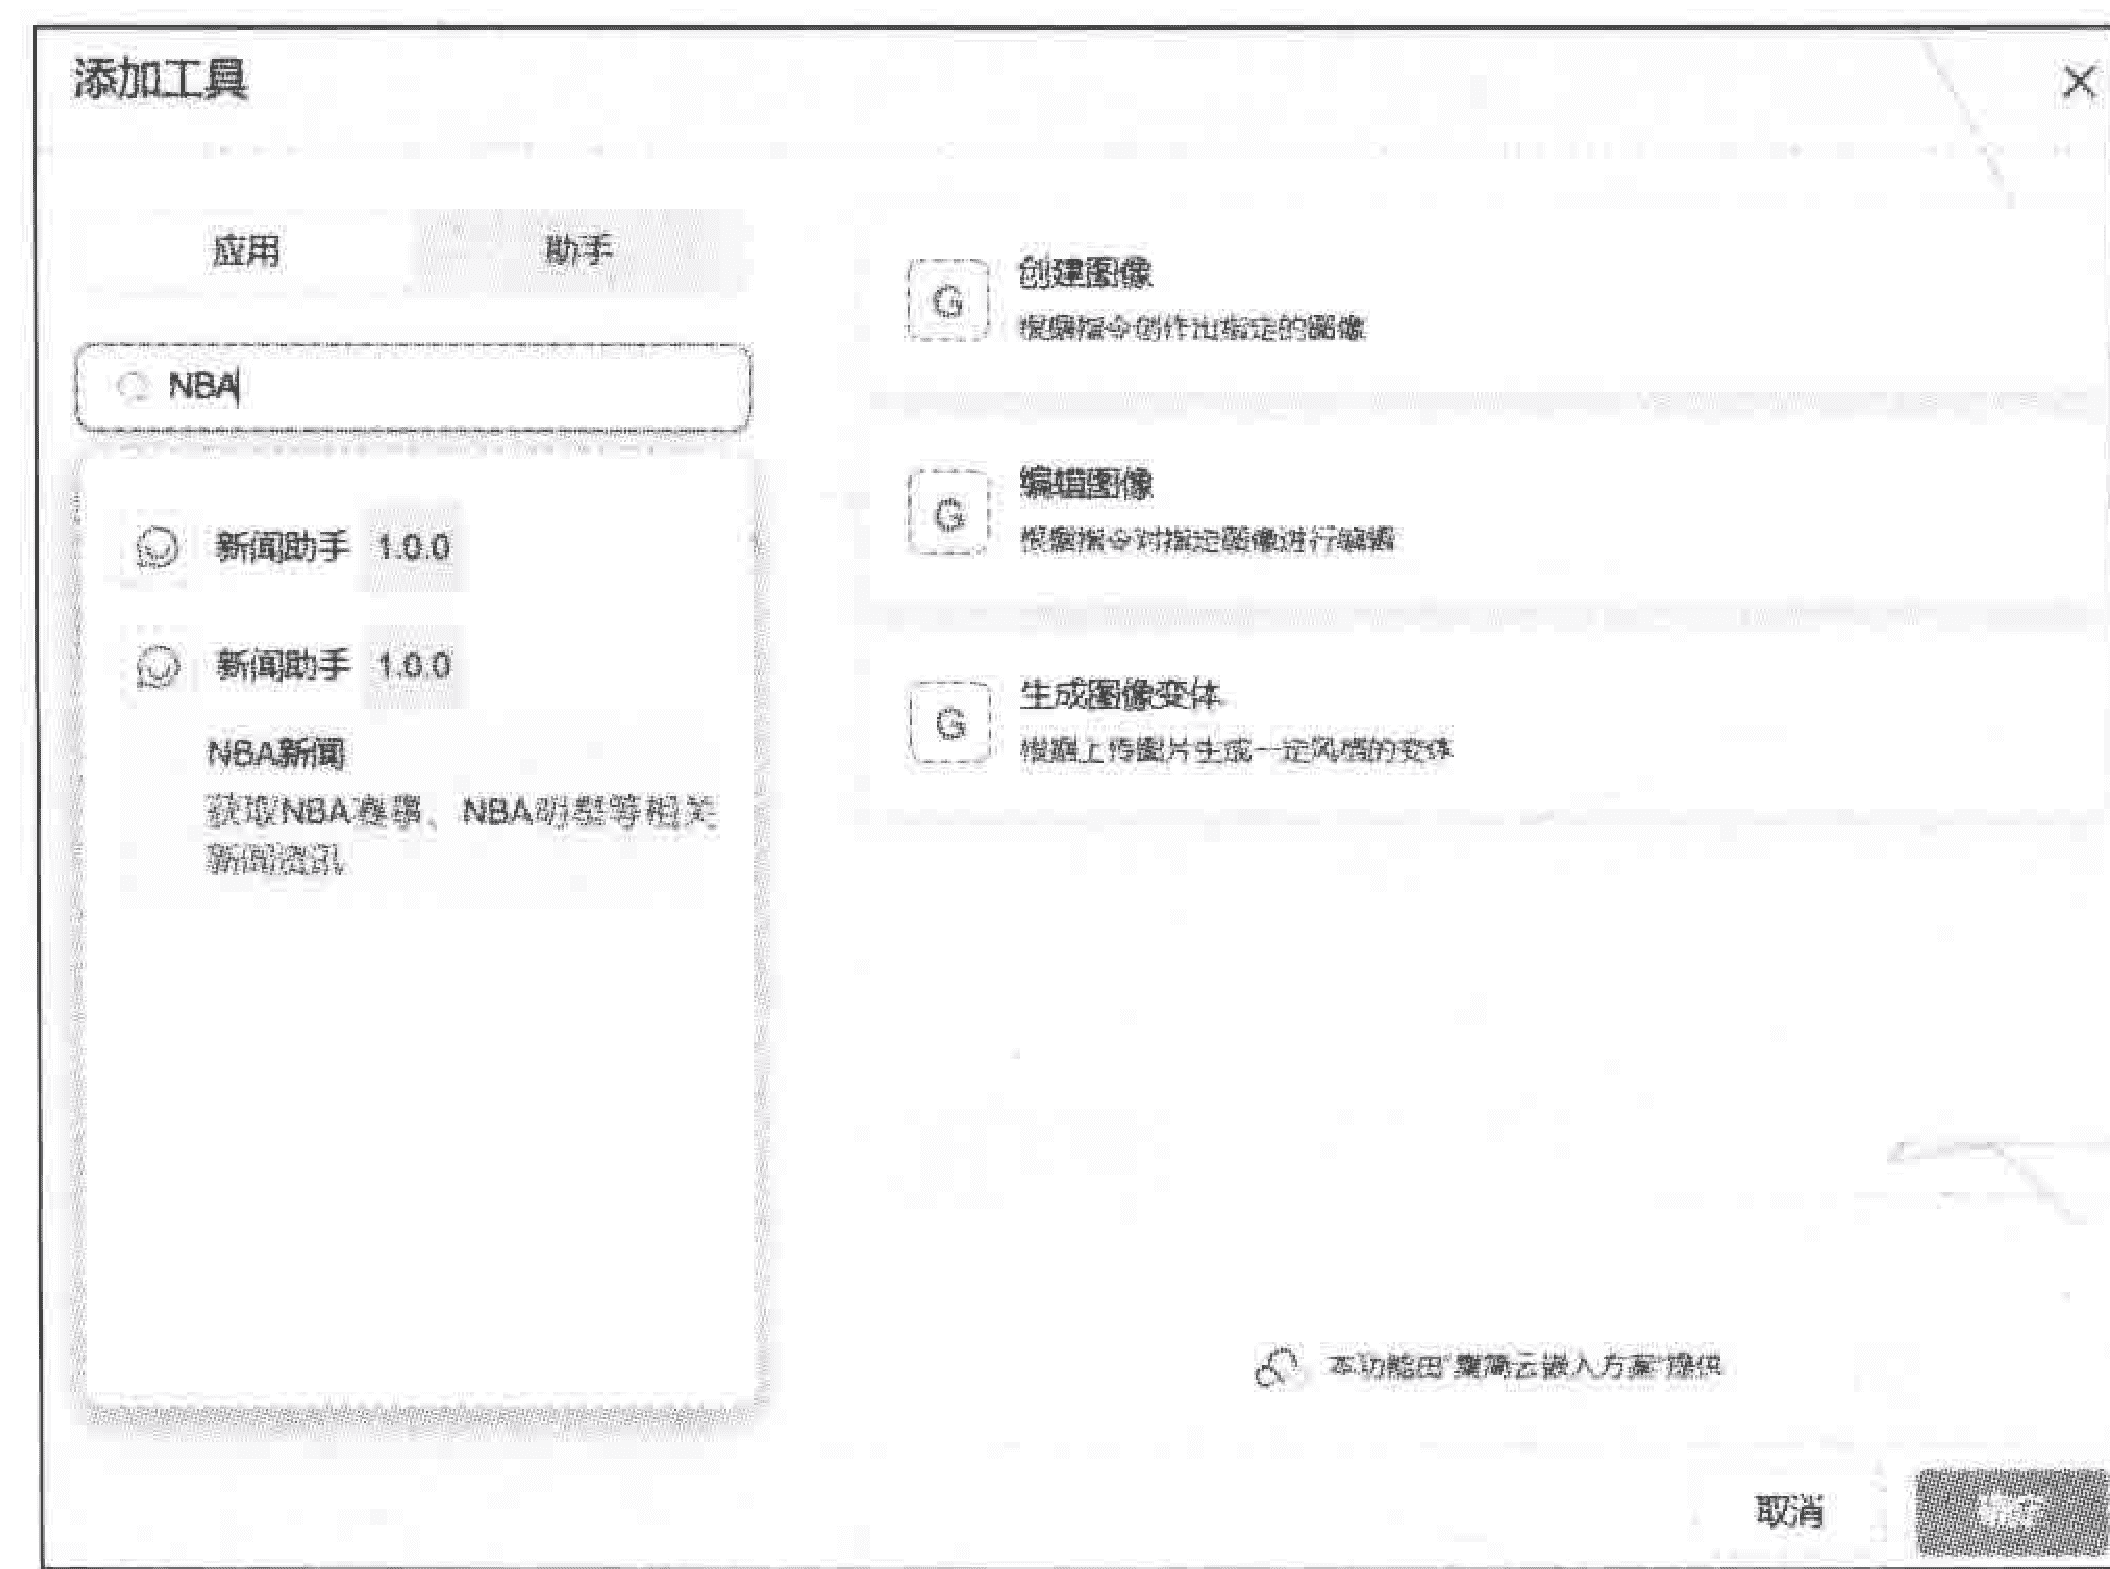 添加工具
应用
助手
NBA
新闻助手 1.0.0
新闻助手 1.0.0
NBA新闻
获取NBA赛事、NBA明星等相关
新闻资讯
G
创建图像
根据指令创作出指定的图像
G
编辑图像
根据指令对指定图像进行编辑
G
生成图像变体
根据上传图片生成一定风格的变体
本功能由"集简云嵌入方案"提供
取消
确定